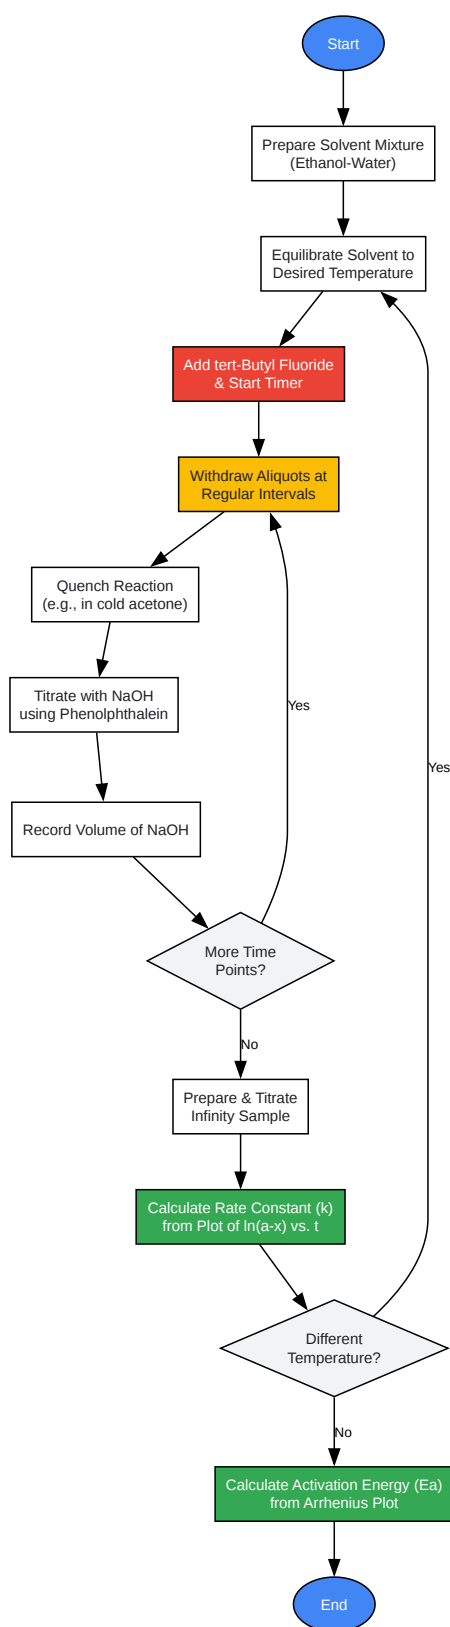 Start
Prepare Solvent Mixture
(Ethanol-Water)
Equilibrate Solvent to
Desired Temperature
Add tert-Butyl Fluoride
& Start Timer
Withdraw Aliquots at
Regular Intervals
Quench Reaction
(e.g., in cold acetone)
Titrate with NaOH
using Phenolphthalein
Yes
Yes
Record Volume of NaOH
More Time
Points?
No
Prepare & Titrate
Infinity Sample
Calculate Rate Constant (k)
from Plot of ln(a-x) vs. t
Different
Temperature?
No
Calculate Activation Energy (Ea)
from Arrhenius Plot
End